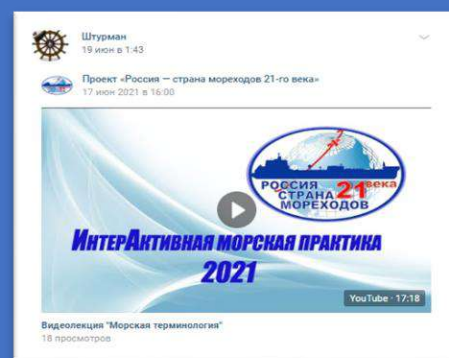 Штурман
19 июн в 1:43
Проект «Россия — страна мореходов 21-го века»
17 июн 2021 в 16:00
РОССИЯ 21 века
СТРАНА
МОРЕХОДОВ
ИнтерАктивная морская практика
2021
YouTube · 17:18
Видеолекция "Морская терминология"
18 просмотров